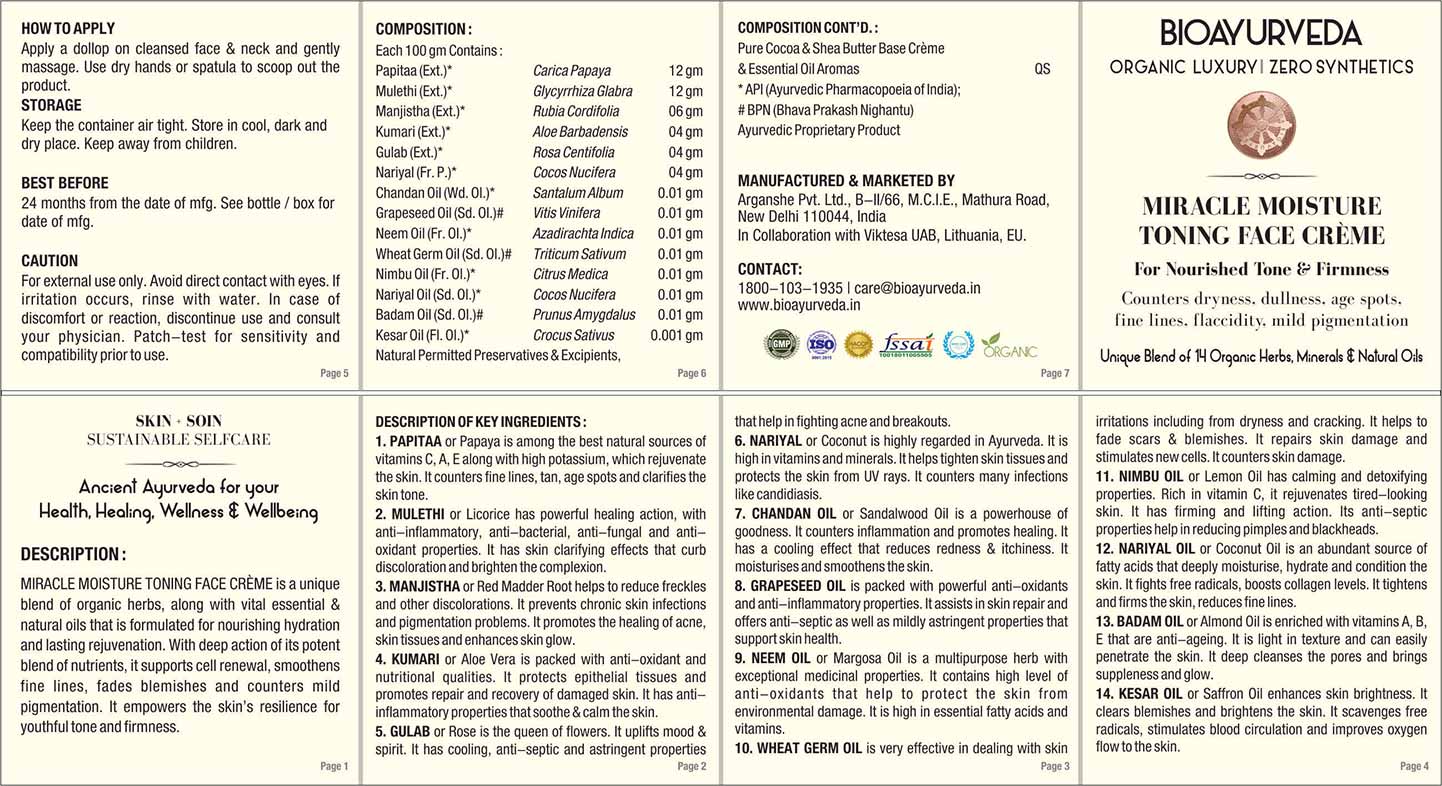 HOW TO APPLY
Apply a dollop on cleansed face & neck and gently
massage. Use dry hands or spatula to scoop out the
product.
STORAGE
Keep the container air tight. Store in cool, dark and
dry place. Keep away from children.
BEST BEFORE
24 months from the date of mfg. See bottle / box for
date of mfg.
CAUTION
For external use only. Avoid direct contact with eyes. If
irritation occurs, rinse with water. In case of
discomfort or reaction, discontinue use and consult
your physician. Patch–test for sensitivity and
compatibility prior to use.
Page 5
COMPOSITION :
Each 100 gm Contains :
Papitaa (Ext.)* Carica Papaya 12 gm
Mulethi (Ext.)* Glycyrrhiza Glabra 12 gm
Manjistha (Ext.)* Rubia Cordifolia 06 gm
Kumari (Ext.)* Aloe Barbadensis 04 gm
Gulab (Ext.)* Rosa Centifolia 04 gm
Nariyal (Fr. P.)* Cocos Nucifera 04 gm
Chandan Oil (Wd. Ol.)* Santalum Album 0.01 gm
Grapeseed Oil (Sd. Ol.)# Vitis Vinifera 0.01 gm
Neem Oil (Fr. Ol.)* Azadirachta Indica 0.01 gm
Wheat Germ Oil (Sd. Ol.)# Triticum Sativum 0.01 gm
Nimbu Oil (Fr. Ol.)* Citrus Medica 0.01 gm
Nariyal Oil (Sd. Ol.)* Cocos Nucifera 0.01 gm
Badam Oil (Sd. Ol.)# Prunus Amygdalus 0.01 gm
Kesar Oil (Fl. Ol.)* Crocus Sativus 0.001 gm
Natural Permitted Preservatives & Excipients,
Page 6
COMPOSITION CONT'D. :
Pure Cocoa & Shea Butter Base Crème
& Essential Oil Aromas QS
* API (Ayurvedic Pharmacopoeia of India);
# BPN (Bhava Prakash Nighantu)
Ayurvedic Proprietary Product
MANUFACTURED & MARKETED BY
Arganshe Pvt. Ltd., B–II/66, M.C.I.E., Mathura Road,
New Delhi 110044, India
In Collaboration with Viktesa UAB, Lithuania, EU.
CONTACT:
1800–103–1935 | care@bioayurveda.in
www.bioayurveda.in
GMP
ISO
9001:2015
HACCP
fssai
10018011005505
ORGANIC
Page 7
BIOAYURVEDA
ORGANIC LUXURY | ZERO SYNTHETICS
MIRACLE MOISTURE
TONING FACE CRÈME
For Nourished Tone & Firmness
Counters dryness, dullness, age spots,
fine lines, flaccidity, mild pigmentation
Unique Blend of 14 Organic Herbs, Minerals & Natural Oils
SKIN + SOIN
SUSTAINABLE SELFCARE
Ancient Ayurveda for your
Health, Healing, Wellness & Wellbeing
DESCRIPTION :
MIRACLE MOISTURE TONING FACE CRÈME is a unique
blend of organic herbs, along with vital essential &
natural oils that is formulated for nourishing hydration
and lasting rejuvenation. With deep action of its potent
blend of nutrients, it supports cell renewal, smoothens
fine lines, fades blemishes and counters mild
pigmentation. It empowers the skin's resilience for
youthful tone and firmness.
Page 1
DESCRIPTION OF KEY INGREDIENTS :
1. PAPITAA or Papaya is among the best natural sources of
vitamins C, A, E along with high potassium, which rejuvenate
the skin. It counters fine lines, tan, age spots and clarifies the
skin tone.
2. MULETHI or Licorice has powerful healing action, with
anti–inflammatory, anti–bacterial, anti–fungal and anti–
oxidant properties. It has skin clarifying effects that curb
discoloration and brighten the complexion.
3. MANJISTHA or Red Madder Root helps to reduce freckles
and other discolorations. It prevents chronic skin infections
and pigmentation problems. It promotes the healing of acne,
skin tissues and enhances skin glow.
4. KUMARI or Aloe Vera is packed with anti–oxidant and
nutritional qualities. It protects epithelial tissues and
promotes repair and recovery of damaged skin. It has anti–
inflammatory properties that soothe & calm the skin.
5. GULAB or Rose is the queen of flowers. It uplifts mood &
spirit. It has cooling, anti–septic and astringent properties
Page 2
that help in fighting acne and breakouts.
6. NARIYAL or Coconut is highly regarded in Ayurveda. It is
high in vitamins and minerals. It helps tighten skin tissues and
protects the skin from UV rays. It counters many infections
like candidiasis.
7. CHANDAN OIL or Sandalwood Oil is a powerhouse of
goodness. It counters inflammation and promotes healing. It
has a cooling effect that reduces redness & itchiness. It
moisturises and smoothens the skin.
8. GRAPESEED OIL is packed with powerful anti–oxidants
and anti–inflammatory properties. It assists in skin repair and
offers anti–septic as well as mildly astringent properties that
support skin health.
9. NEEM OIL or Margosa Oil is a multipurpose herb with
exceptional medicinal properties. It contains high level of
anti–oxidants that help to protect the skin from
environmental damage. It is high in essential fatty acids and
vitamins.
10. WHEAT GERM OIL is very effective in dealing with skin
Page 3
irritations including from dryness and cracking. It helps to
fade scars & blemishes. It repairs skin damage and
stimulates new cells. It counters skin damage.
11. NIMBU OIL or Lemon Oil has calming and detoxifying
properties. Rich in vitamin C, it rejuvenates tired–looking
skin. It has firming and lifting action. Its anti–septic
properties help in reducing pimples and blackheads.
12. NARIYAL OIL or Coconut Oil is an abundant source of
fatty acids that deeply moisturise, hydrate and condition the
skin. It fights free radicals, boosts collagen levels. It tightens
and firms the skin, reduces fine lines.
13. BADAM OIL or Almond Oil is enriched with vitamins A, B,
E that are anti–ageing. It is light in texture and can easily
penetrate the skin. It deep cleanses the pores and brings
suppleness and glow.
14. KESAR OIL or Saffron Oil enhances skin brightness. It
clears blemishes and brightens the skin. It scavenges free
radicals, stimulates blood circulation and improves oxygen
flow to the skin.
Page 4